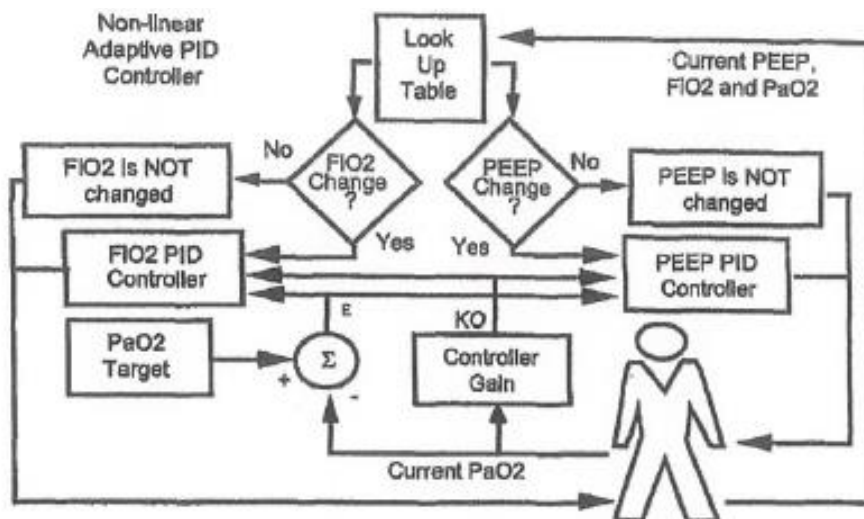 Non-linear
Adaptive PID
Controller
Look
Up
Table
Current PEEP,
FIO2 and PaO2
No
FIO2
Change
?
PEEP
Change
?
No
FIO2 is NOT
changed
PEEP is NOT
changed
Yes
Yes
FIO2 PID
Controller
PEEP PID
Controller
E
KO
PaO2
Target
+
Σ
-
Controller
Gain
Current PaO2